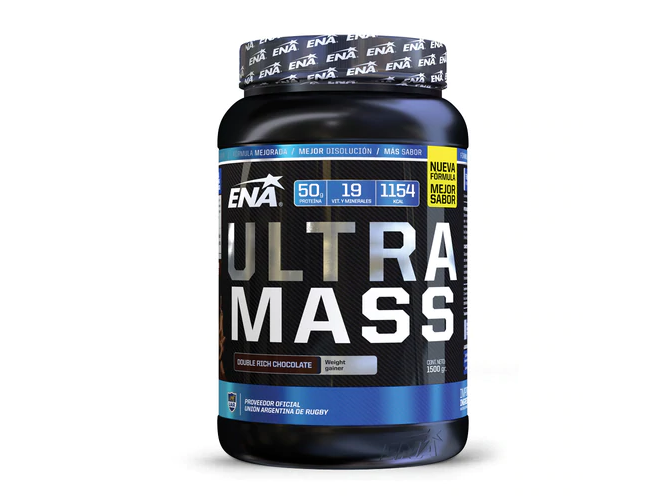 ENA ENA ENA ENA
FÓRMULA MEJORADA / MEJOR DISOLUCIÓN / MÁS SABOR
NUEVA
FÓRMULA
MEJOR
SABOR
ENA®
50g 19 1154
PROTEÍNA VIT. Y MINERALES KCAL
ULTRA
MASS
DOUBLE RICH CHOCOLATE
Weight
gainer
CONT. NETO
1500 gr.
UAR
PROVEEDOR OFICIAL
UNIÓN ARGENTINA DE RUGBY